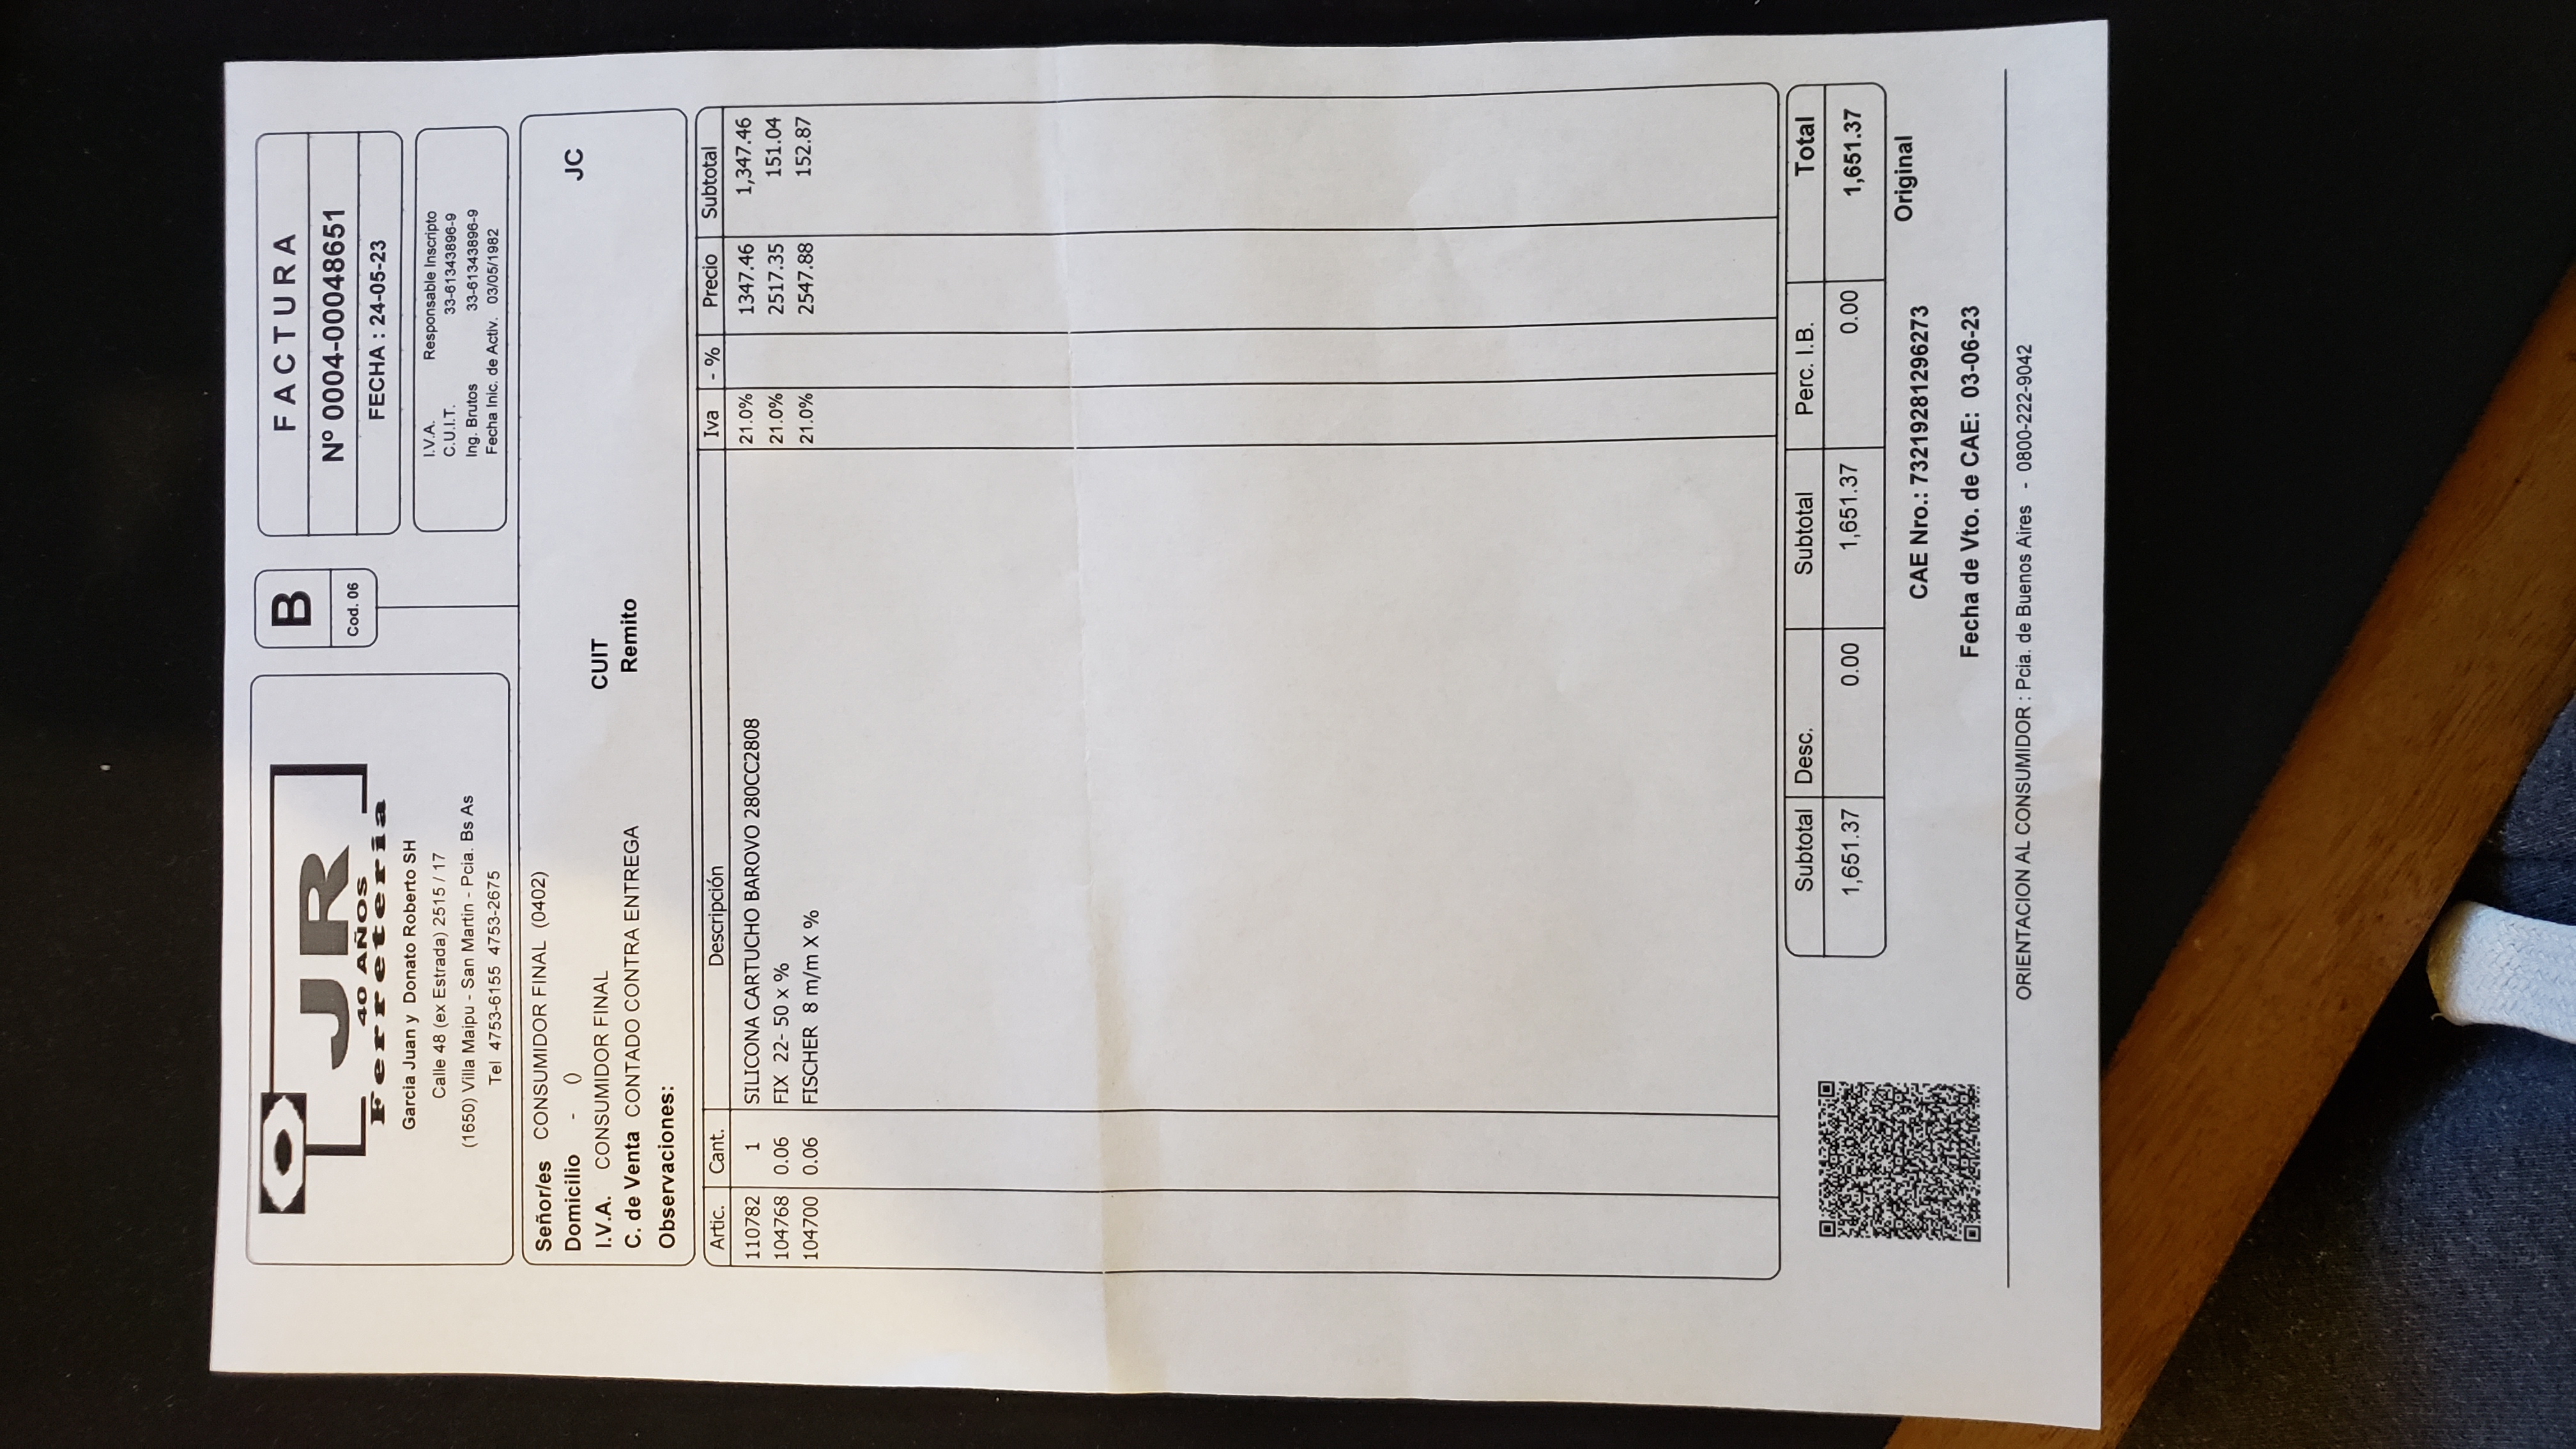 JR
40 AÑOS
Ferreteria
Garcia Juan y Donato Roberto SH
Calle 48 (ex Estrada) 2515 / 17
(1650) Villa Maipu - San Martin - Pcia. Bs As
Tel 4753-6155 4753-2675
B
Cod. 06
FACTURA
Nº 0004-00048651
FECHA : 24-05-23
I.V.A. Responsable Inscripto
C.U.I.T. 33-61343896-9
Ing. Brutos 33-61343896-9
Fecha Inic. de Activ. 03/05/1982
Señor/es CONSUMIDOR FINAL (0402)
Domicilio - () JC
I.V.A. CONSUMIDOR FINAL CUIT
C. de Venta CONTADO CONTRA ENTREGA Remito
Observaciones:
Artic. Cant. Descripción Iva - % Precio Subtotal
110782 1 SILICONA CARTUCHO BAROVO 280CC2808 21.0% 1347.46 1,347.46
104768 0.06 FIX 22- 50 x % 21.0% 2517.35 151.04
104700 0.06 FISCHER 8 m/m X % 21.0% 2547.88 152.87
Subtotal Desc. Subtotal Perc. I.B. Total
1,651.37 0.00 1,651.37 0.00 1,651.37
Original
CAE Nro.: 73219281296273
Fecha de Vto. de CAE: 03-06-23
ORIENTACION AL CONSUMIDOR : Pcia. de Buenos Aires - 0800-222-9042